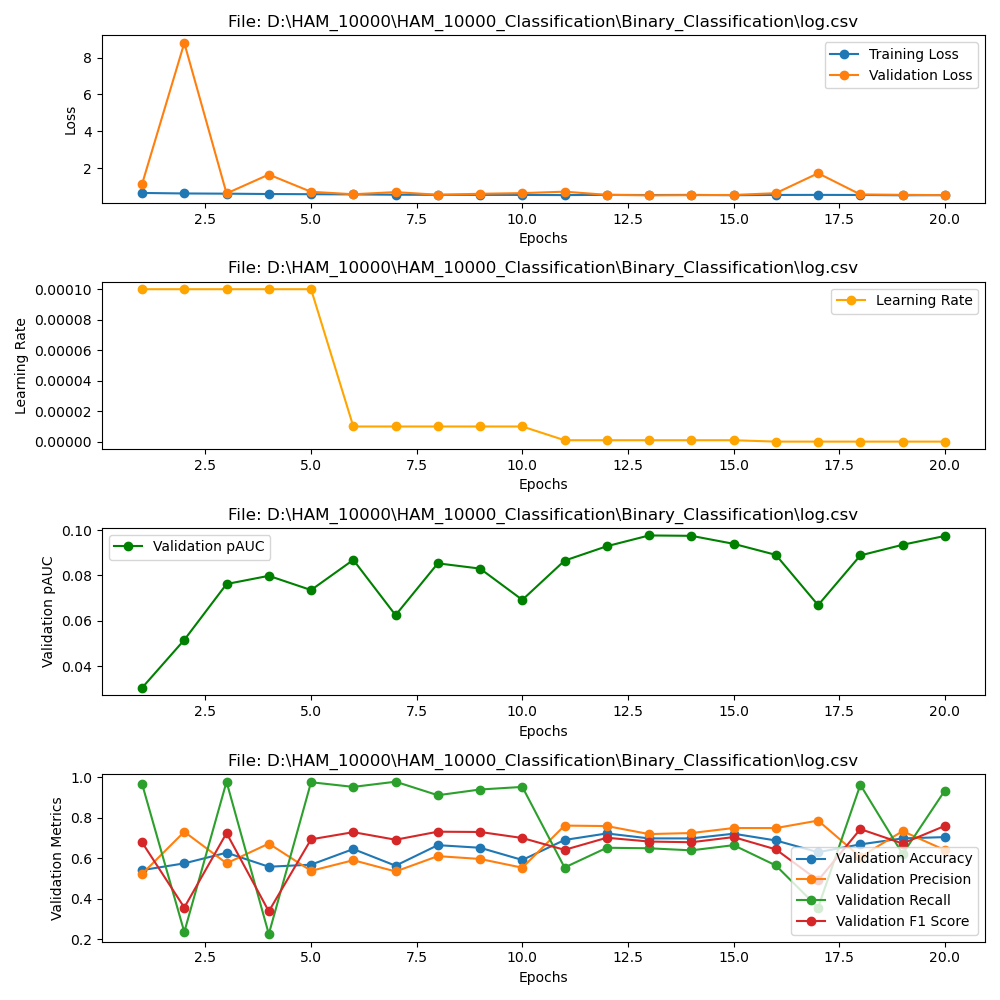 File: D:\HAM_10000\HAM_10000_Classification\Binary_Classification\log.csv
Training Loss
Validation Loss
8
6
4
2
Loss
2.5 5.0 7.5 10.0 12.5 15.0 17.5 20.0
Epochs
File: D:\HAM_10000\HAM_10000_Classification\Binary_Classification\log.csv
Learning Rate
0.00010
0.00008
0.00006
0.00004
0.00002
0.00000
Learning Rate
2.5 5.0 7.5 10.0 12.5 15.0 17.5 20.0
Epochs
File: D:\HAM_10000\HAM_10000_Classification\Binary_Classification\log.csv
Validation pAUC
0.10
0.08
0.06
0.04
Validation pAUC
2.5 5.0 7.5 10.0 12.5 15.0 17.5 20.0
Epochs
File: D:\HAM_10000\HAM_10000_Classification\Binary_Classification\log.csv
1.0
0.8
0.6
0.4
0.2
Validation Metrics
Validation Accuracy
Validation Precision
Validation Recall
Validation F1 Score
2.5 5.0 7.5 10.0 12.5 15.0 17.5 20.0
Epochs